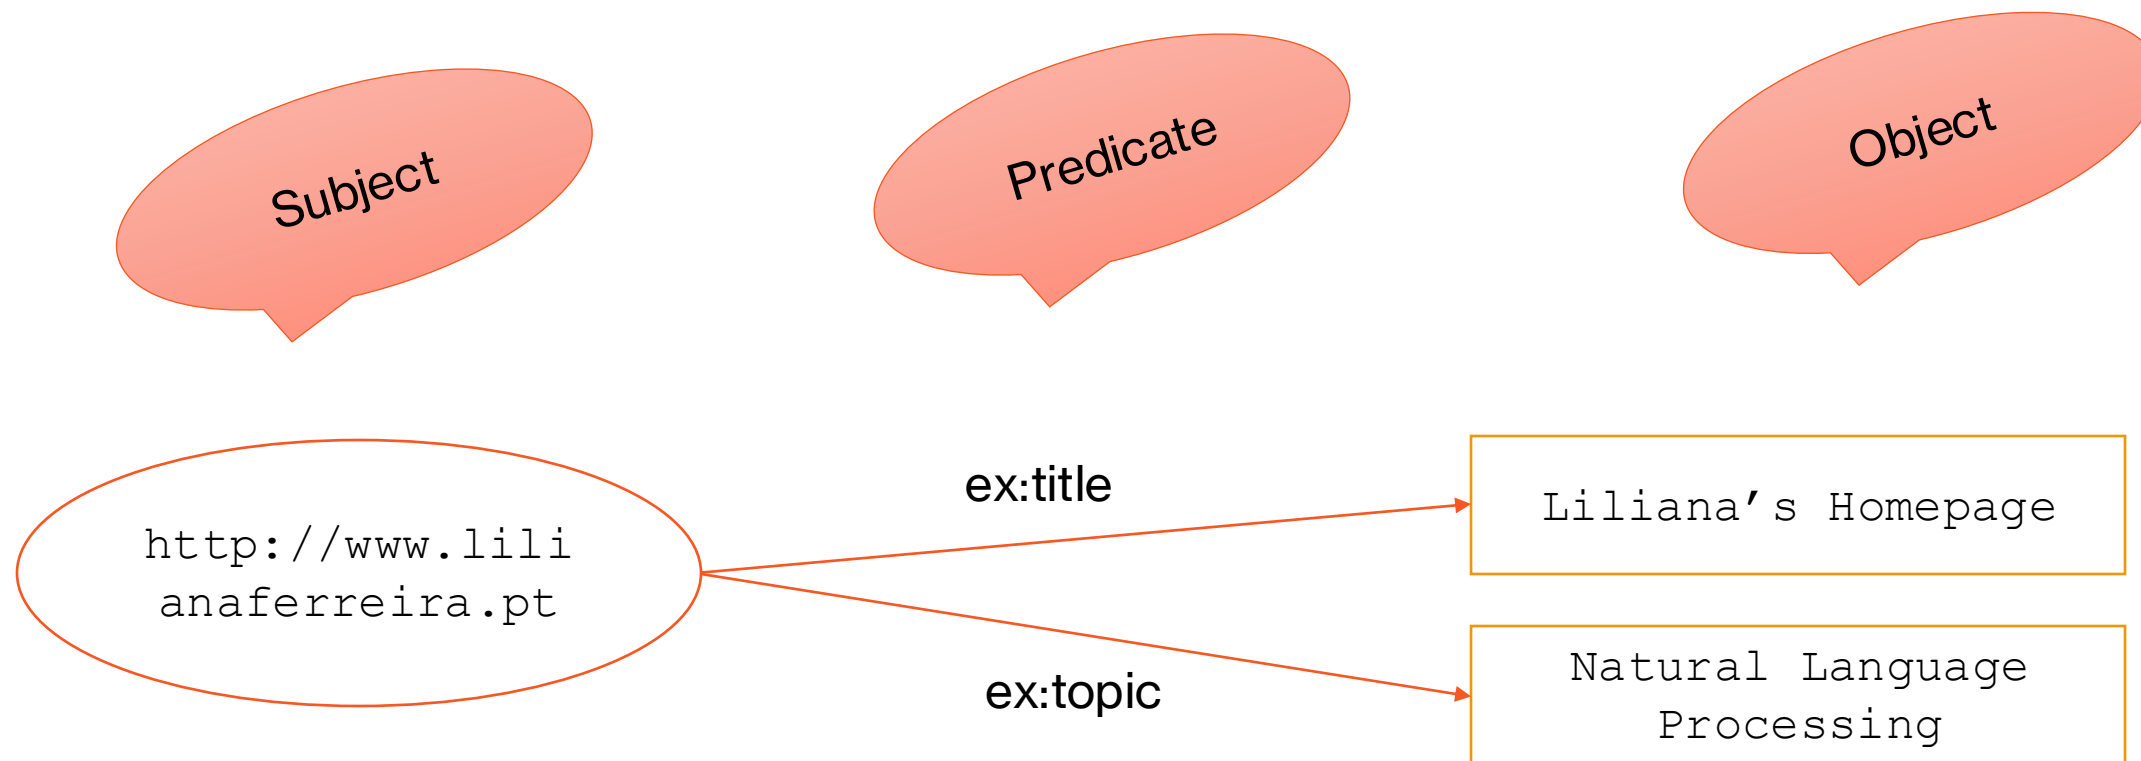 Subject
Predicate
Object
ex:title
Liliana’s Homepage
http://www.lili
anaferreira.pt
ex:topic
Natural Language
Processing